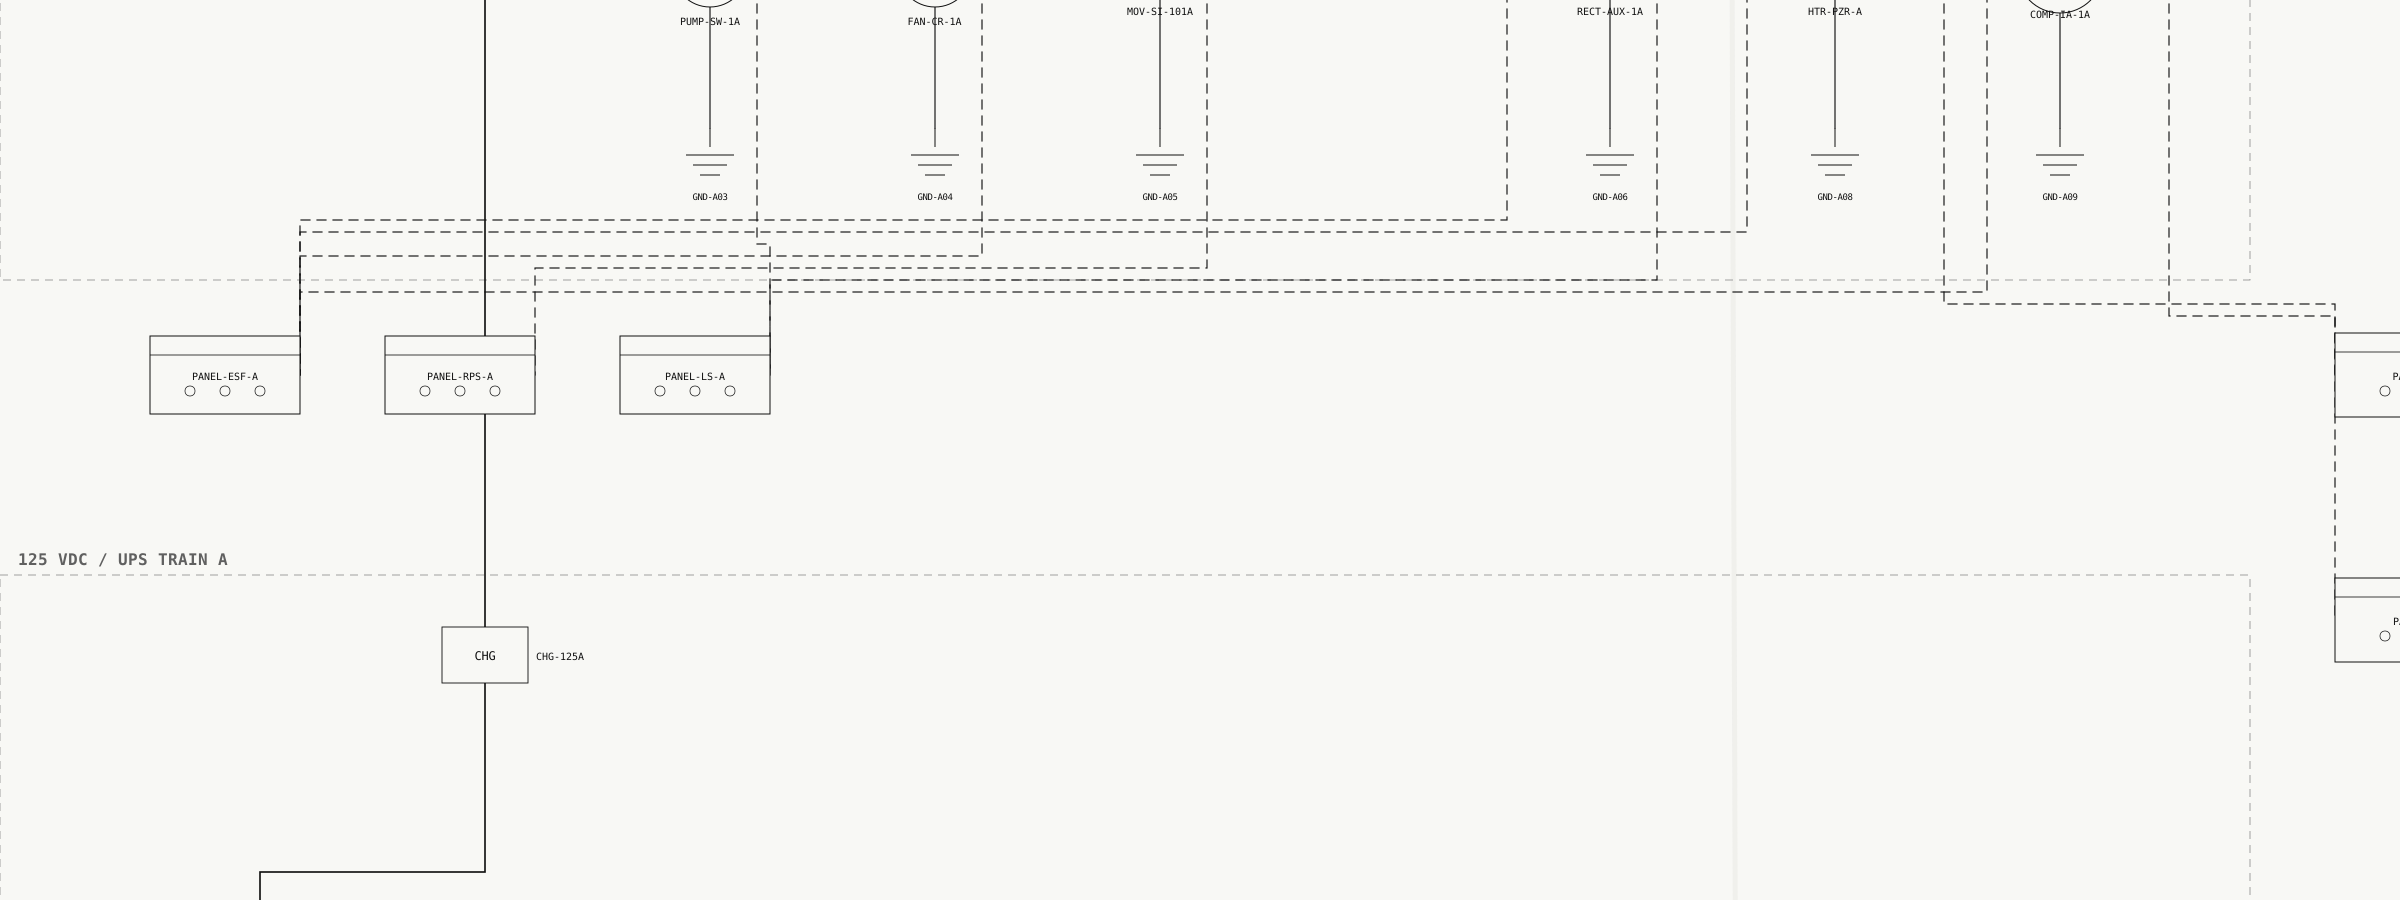 PUMP-SW-1A
FAN-CR-1A
MOV-SI-101A
RECT-AUX-1A
HTR-PZR-A
COMP-IA-1A
GND-A03
GND-A04
GND-A05
GND-A06
GND-A08
GND-A09
PANEL-ESF-A
PANEL-RPS-A
PANEL-LS-A
125 VDC / UPS TRAIN A
CHG
CHG-125A